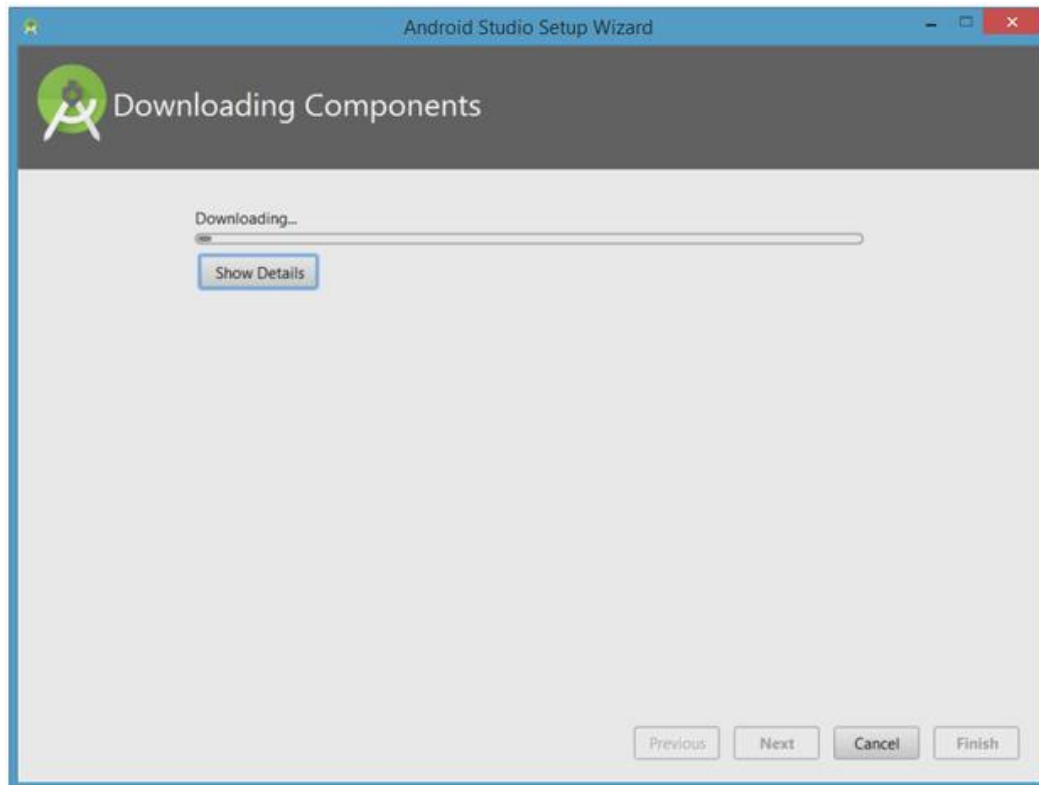 Android Studio Setup Wizard
Downloading Components
Downloading...
Show Details
Previous Next Cancel Finish